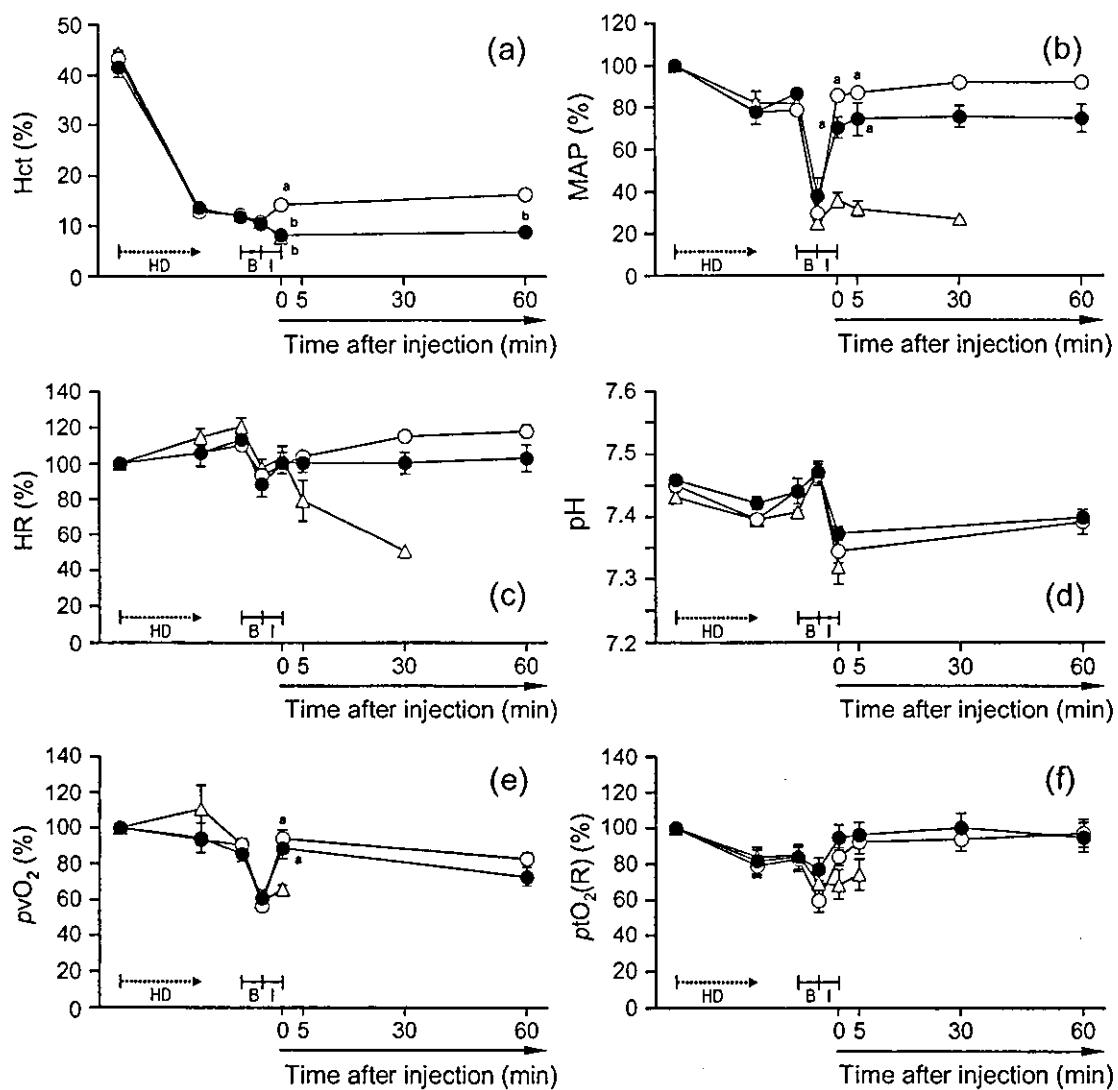 (a)
Hct (%)
50
40
30
20
10
0
a
b
b
b
HD
B
I
0 5 30 60
Time after injection (min)
(b)
MAP (%)
120
100
80
60
40
20
0
a
a
a
a
HD
B
I
0 5 30 60
Time after injection (min)
(c)
HR (%)
140
120
100
80
60
40
20
0
HD
B
I
0 5 30 60
Time after injection (min)
(d)
pH
7.6
7.5
7.4
7.3
7.2
HD
B
I
0 5 30 60
Time after injection (min)
(e)
pvO₂ (%)
140
120
100
80
60
40
20
0
a
a
HD
B
I
0 5 30 60
Time after injection (min)
(f)
ptO₂(R) (%)
140
120
100
80
60
40
20
0
HD
B
I
0 5 30 60
Time after injection (min)